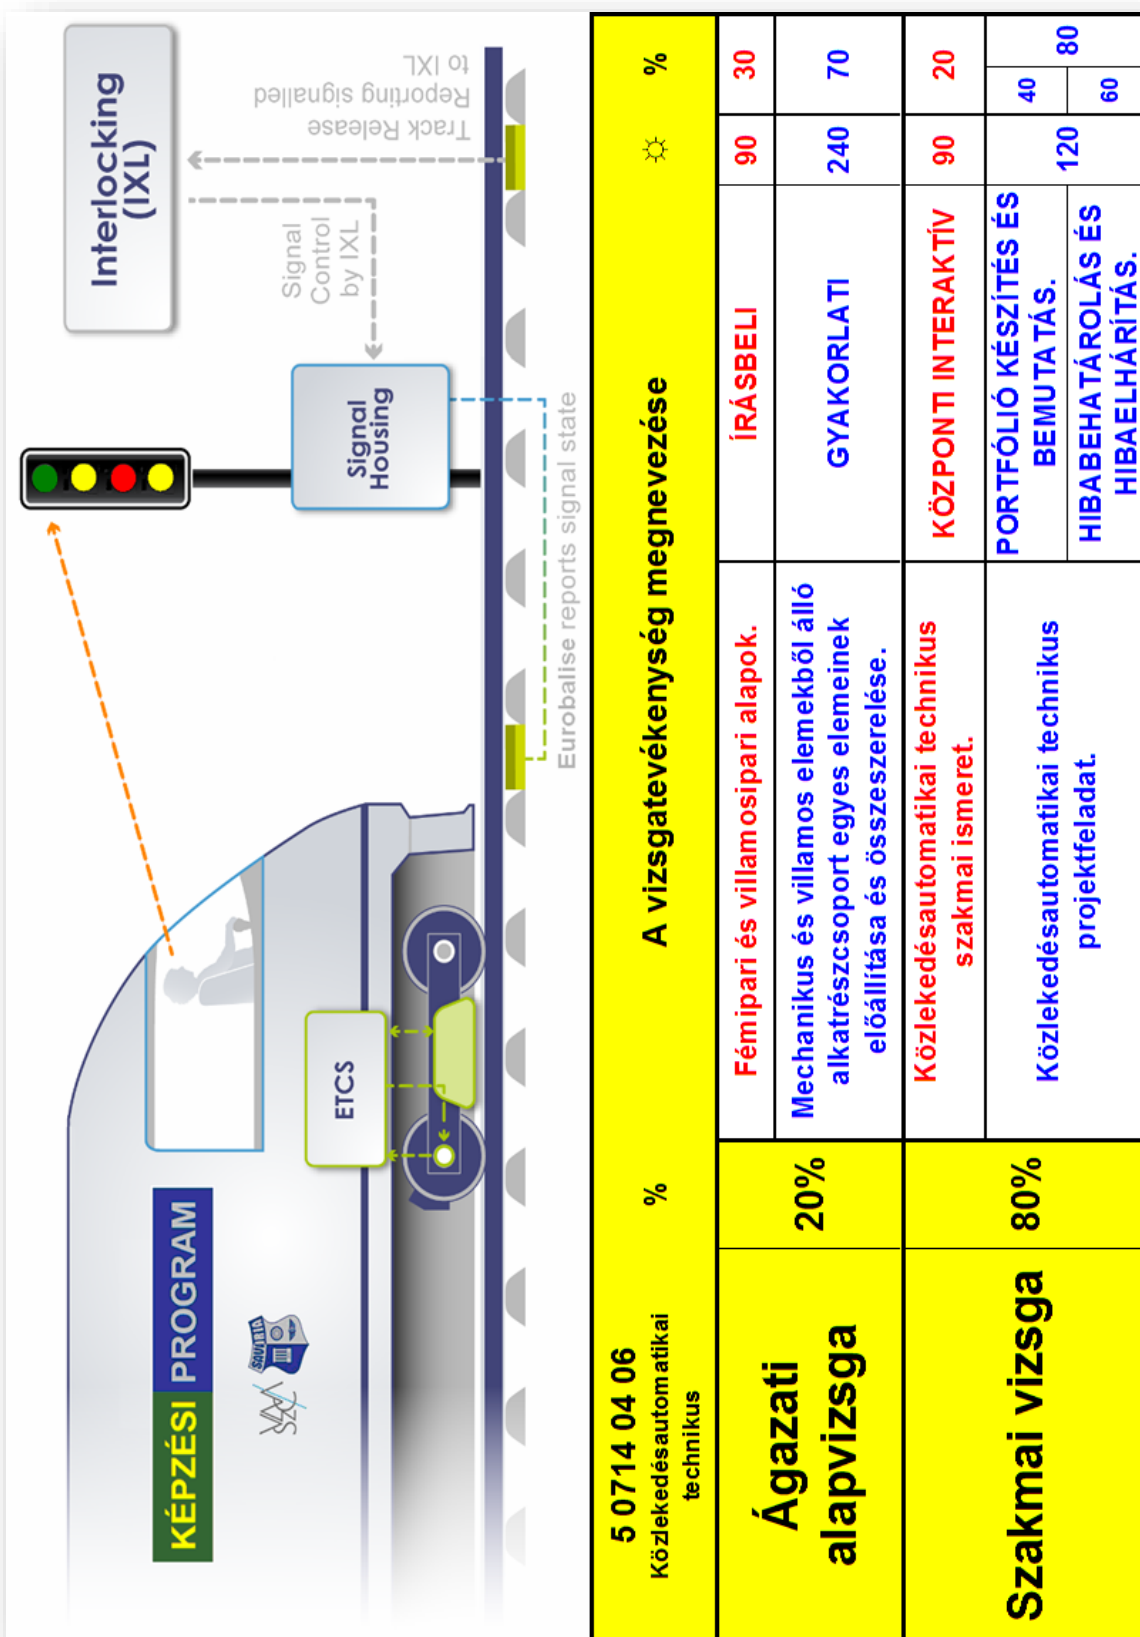 KÉPZÉSI PROGRAM
SAVARIA
SZC
ETCS
Signal
Housing
Interlocking
(IXL)
Signal
Control
by IXL
Track Release
Reporting signalled
to IXL
Eurobalise reports signal state
5 0714 04 06
Közlekedésautomatikai
technikus
%
A vizsgatevékenység megnevezése
☼
%
Ágazati
alapvizsga
20%
Fémipari és villamosipari alapok.
ÍRÁSBELI
90
30
Mechanikus és villamos elemekből álló
alkatrészcsoport egyes elemeinek
előállítása és összeszerelése.
GYAKORLATI
240
70
Szakmai vizsga
80%
Közlekedésautomatikai technikus
szakmai ismeret.
KÖZPONTI INTERAKTÍV
90
20
Közlekedésautomatikai technikus
projektfeladat.
PORTFÓLIÓ KÉSZÍTÉS ÉS
BEMUTATÁS.
HIBABEHATÁROLÁS ÉS
HIBAELHÁRÍTÁS.
120
40
60
80